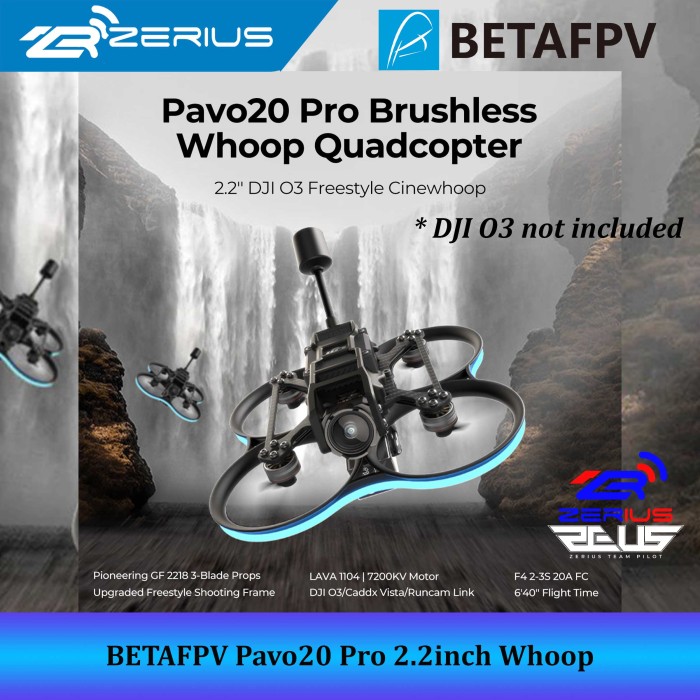 ZERIUS
BETAFPV
Pavo20 Pro Brushless
Whoop Quadcopter
2.2" DJI O3 Freestyle Cinewhoop
* DJI O3 not included
ZERIUS
ZEUS
ZERIUS TEAM PILOT
Pioneering GF 2218 3-Blade Props
Upgraded Freestyle Shooting Frame
LAVA 1104 | 7200KV Motor
DJI O3/Caddx Vista/Runcam Link
F4 2-3S 20A FC
6'40" Flight Time
BETAFPV Pavo20 Pro 2.2inch Whoop